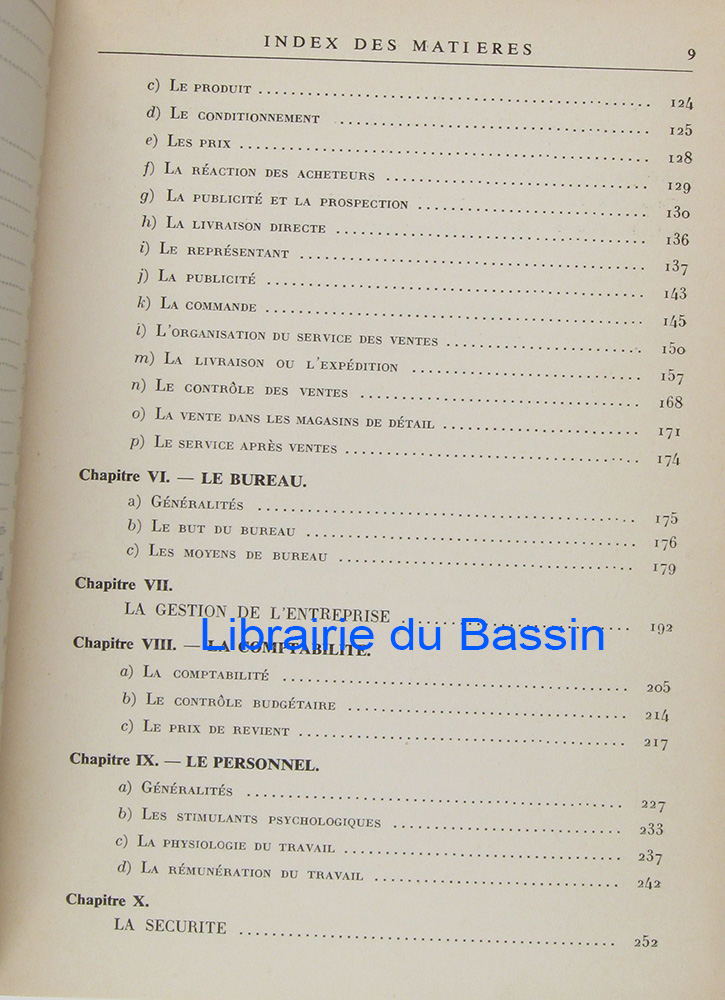 INDEX DES MATIERES 9
c) LE PRODUIT 124
d) LE CONDITIONNEMENT 125
e) LES PRIX 128
f) LA RÉACTION DES ACHETEURS 129
g) LA PUBLICITÉ ET LA PROSPECTION 130
h) LA LIVRAISON DIRECTE 136
i) LE REPRÉSENTANT 137
j) LA PUBLICITÉ 143
k) LA COMMANDE 145
i) L'ORGANISATION DU SERVICE DES VENTES 150
m) LA LIVRAISON OU L'EXPÉDITION 157
n) LE CONTRÔLE DES VENTES 168
o) LA VENTE DANS LES MAGASINS DE DÉTAIL 171
p) LE SERVICE APRÈS VENTES 174
Chapitre VI. — LE BUREAU.
a) GÉNÉRALITÉS 175
b) LE BUT DU BUREAU 176
c) LES MOYENS DE BUREAU 179
Chapitre VII.
LA GESTION DE L'ENTREPRISE 192
Librairie du Bassin
Chapitre VIII. — LA COMPTABILITE.
a) LA COMPTABILITÉ 205
b) LE CONTRÔLE BUDGÉTAIRE 214
c) LE PRIX DE REVIENT 217
Chapitre IX. — LE PERSONNEL.
a) GÉNÉRALITÉS 227
b) LES STIMULANTS PSYCHOLOGIQUES 233
c) LA PHYSIOLOGIE DU TRAVAIL 237
d) LA RÉMUNÉRATION DU TRAVAIL 242
Chapitre X.
LA SECURITE 252